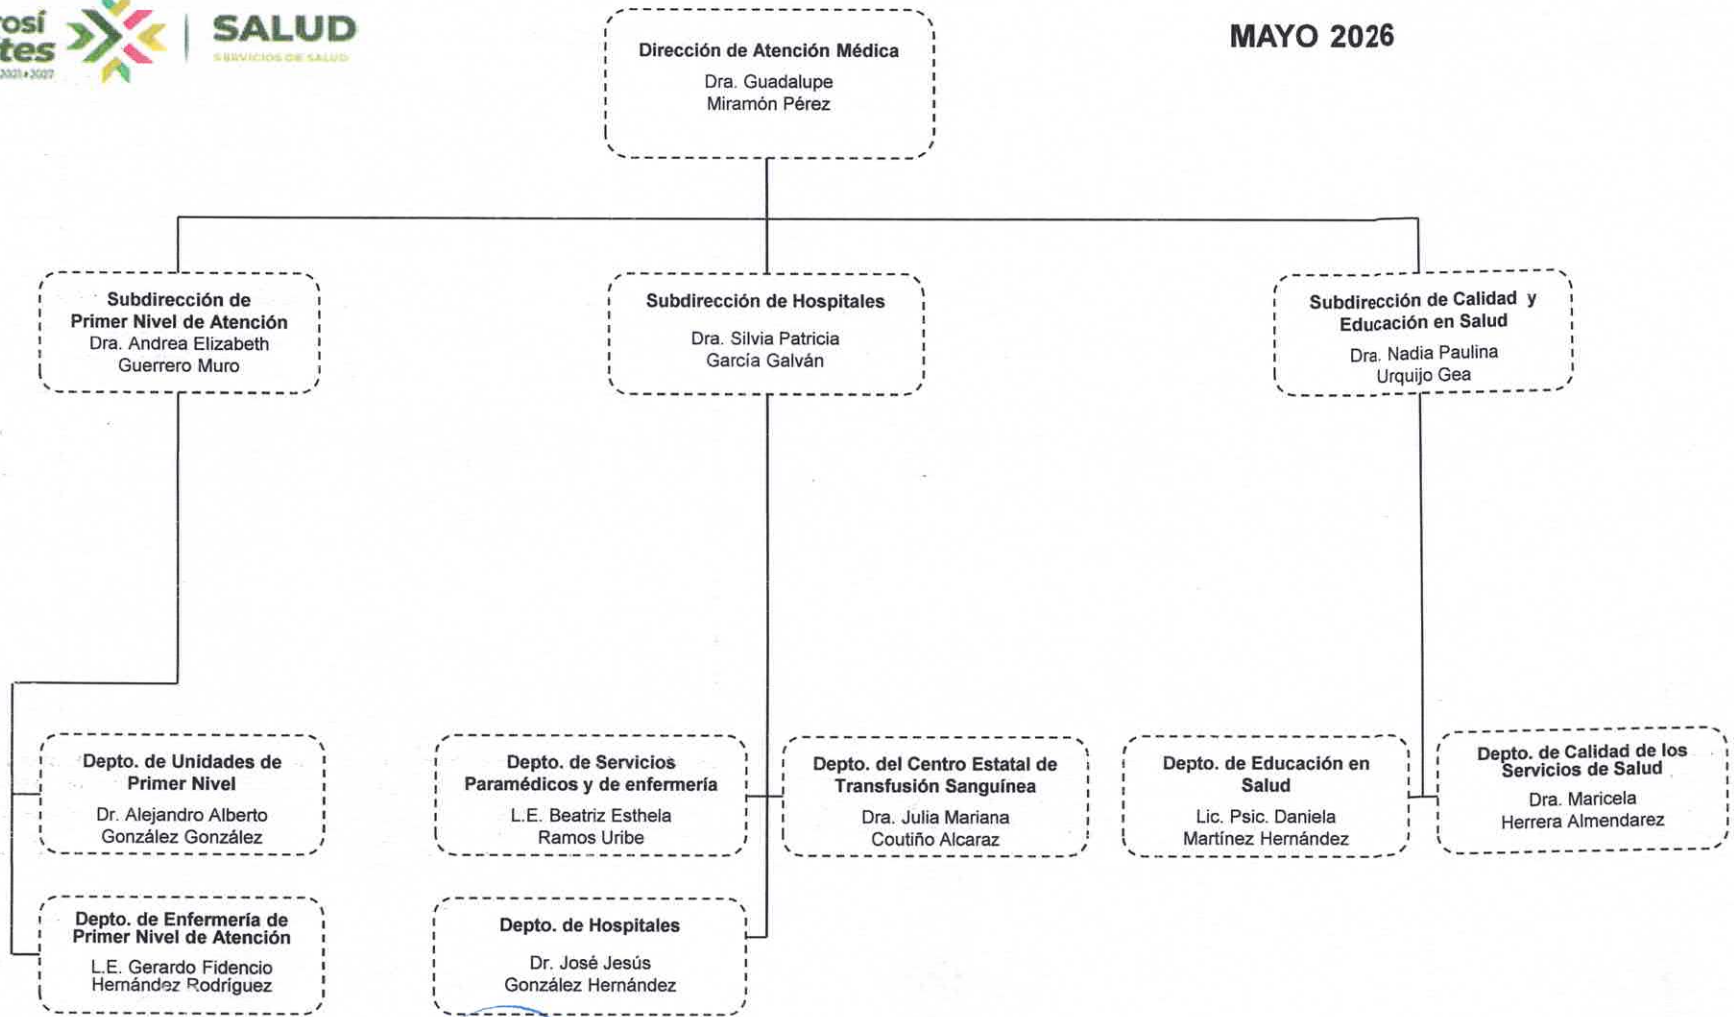 SALUD
SERVICIOS DE SALUD
2021 2027
MAYO 2026
Dirección de Atención Médica
Dra. Guadalupe
Miramón Pérez
Subdirección de
Primer Nivel de Atención
Dra. Andrea Elizabeth
Guerrero Muro
Subdirección de Hospitales
Dra. Silvia Patricia
García Galván
Subdirección de Calidad y
Educación en Salud
Dra. Nadia Paulina
Urquijo Gea
Depto. de Unidades de
Primer Nivel
Dr. Alejandro Alberto
González González
Depto. de Servicios
Paramédicos y de enfermería
L.E. Beatriz Esthela
Ramos Uribe
Depto. del Centro Estatal de
Transfusión Sanguínea
Dra. Julia Mariana
Coutiño Alcaraz
Depto. de Educación en
Salud
Lic. Psic. Daniela
Martínez Hernández
Depto. de Calidad de los
Servicios de Salud
Dra. Maricela
Herrera Almendarez
Depto. de Enfermería de
Primer Nivel de Atención
L.E. Gerardo Fidencio
Hernández Rodríguez
Depto. de Hospitales
Dr. José Jesús
González Hernández